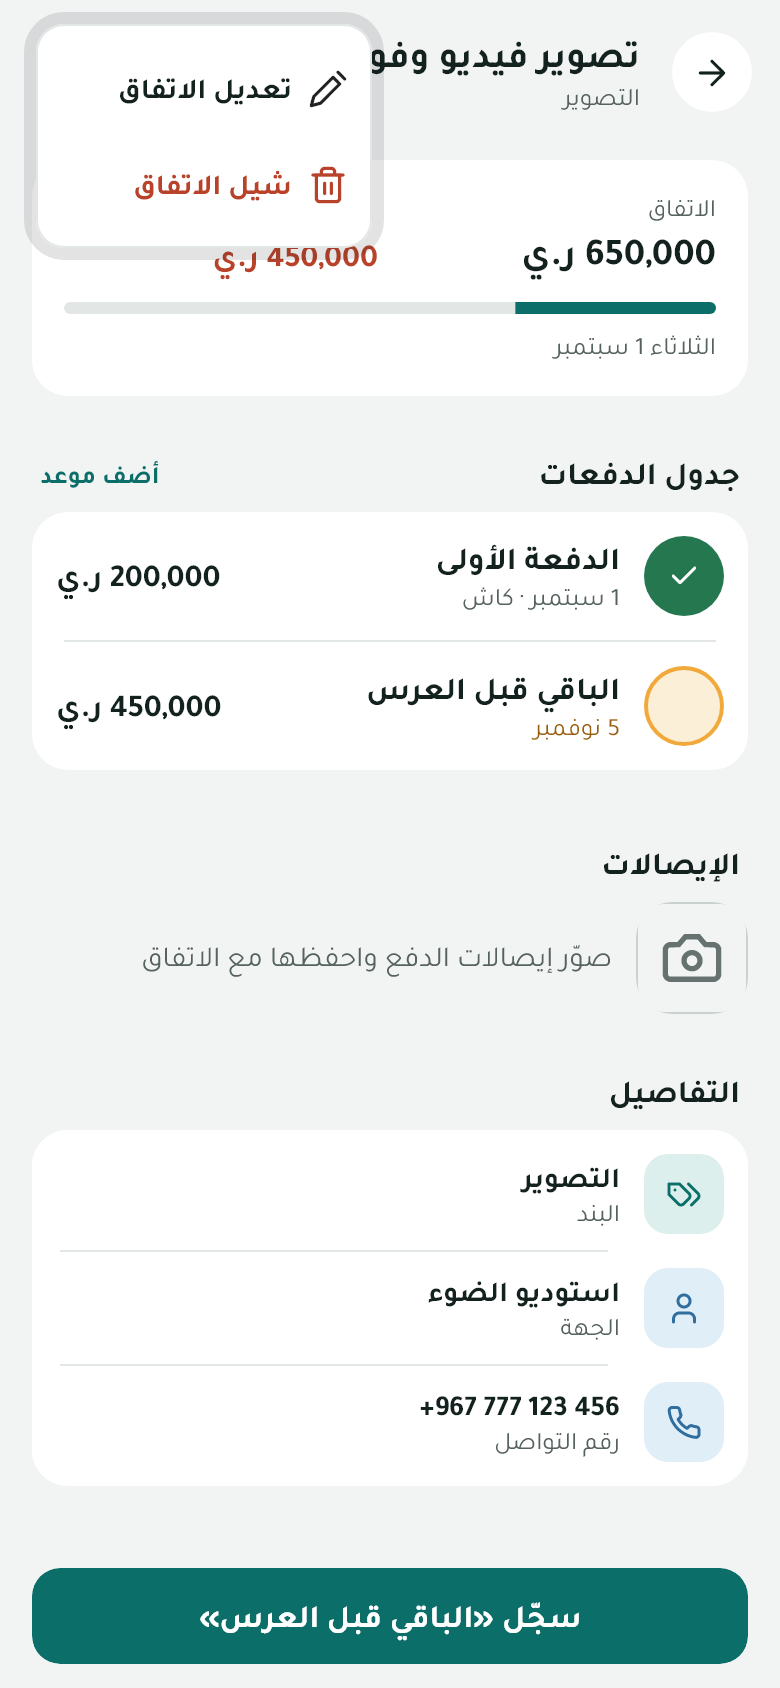 تصوير فيديو وفو
التصوير
تعديل الاتفاق
شيل الاتفاق
الاتفاق
650,000 ر.ي
450,000 ر.ي
الثلاثاء 1 سبتمبر
جدول الدفعات
أضف موعد
الدفعة الأولى
200,000 ر.ي
1 سبتمبر · كاش
الباقي قبل العرس
450,000 ر.ي
5 نوفمبر
الإيصالات
صوّر إيصالات الدفع واحفظها مع الاتفاق
التفاصيل
التصوير
البند
استوديو الضوء
الجهة
+967 777 123 456
رقم التواصل
سجّل «الباقي قبل العرس»